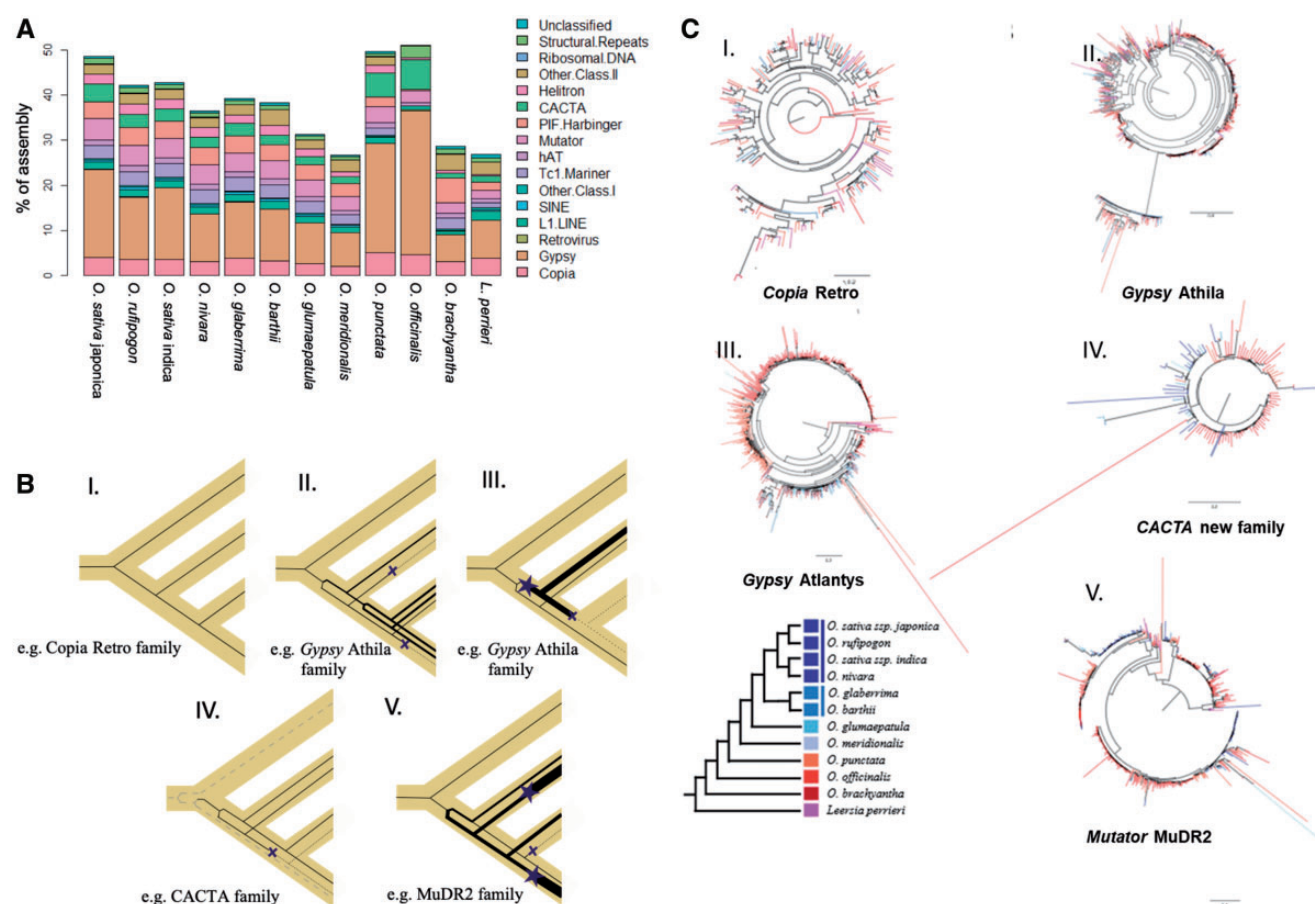 A
50
40
30
20
10
0
% of assembly
Unclassified
Structural.Repeats
Ribosomal.DNA
Other.Class.II
Helitron
CACTA
PIF.Harbinger
Mutator
hAT
Tc1.Mariner
Other.Class.I
SINE
L1.LINE
Retrovirus
Gypsy
Copia
O. sativa japonica
O. rufipogon
O. sativa indica
O. nivara
O. glaberrima
O. barthii
O. glumaepatula
O. meridionalis
O. punctata
O. officinalis
O. brachyantha
L. perrieri
B
I.
II.
III.
e.g. Copia Retro family
e.g. Gypsy Athila
family
e.g. Gypsy Athila
family
IV.
V.
e.g. CACTA family
e.g. MuDR2 family
C
I.
II.
Copia Retro
Gypsy Athila
III.
IV.
Gypsy Atlantys
CACTA new family
V.
O. sativa ssp. japonica
O. rufipogon
O. sativa ssp. indica
O. nivara
O. glaberrima
O. barthii
O. glumaepatula
O. meridionalis
O. punctata
O. officinalis
O. brachyantha
Leersia perrieri
Mutator MuDR2